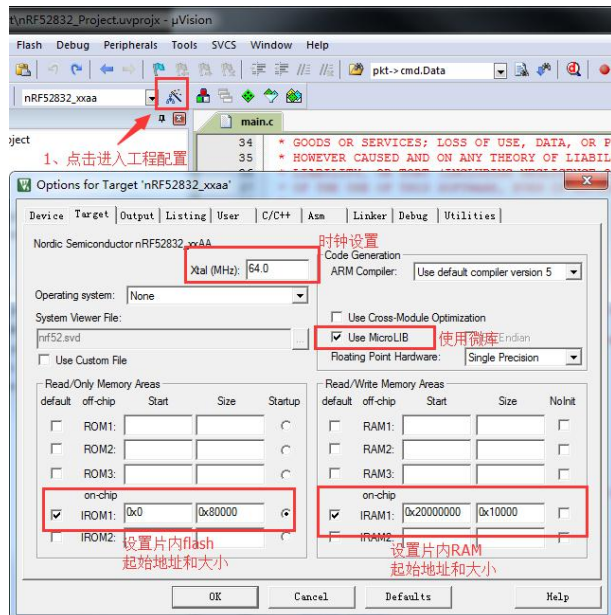 t\nRF52832_Project.uvprojx - µVision
Flash Debug Peripherals Tools SVCS Window Help
pkt->cmd.Data
nRF52832_xxaa
ject
main.c
1、点击进入工程配置
34 * GOODS OR SERVICES; LOSS OF USE, DATA, OR P
35 * HOWEVER CAUSED AND ON ANY THEORY OF LIABIL
Options for Target 'nRF52832_xxaa'
Device Target Output Listing User C/C++ Asm Linker Debug Utilities
Nordic Semiconductor nRF52832_xxAA
时钟设置
Code Generation
Xtal (MHz): 64.0
ARM Compiler: Use default compiler version 5
Operating system: None
System Viewer File:
Use Cross-Module Optimization
nrf52.svd ...
Use MicroLIB 使用微库 Endian
Use Custom File
Floating Point Hardware: Single Precision
Read/Only Memory Areas
default off-chip Start Size Startup
ROM1:
ROM2:
ROM3:
on-chip
IROM1: 0x0 0x80000
IROM2:
设置片内flash
起始地址和大小
Read/Write Memory Areas
default off-chip Start Size NoInit
RAM1:
RAM2:
RAM3:
on-chip
IRAM1: 0x20000000 0x10000
IRAM2:
设置片内RAM
起始地址和大小
OK Cancel Defaults Help